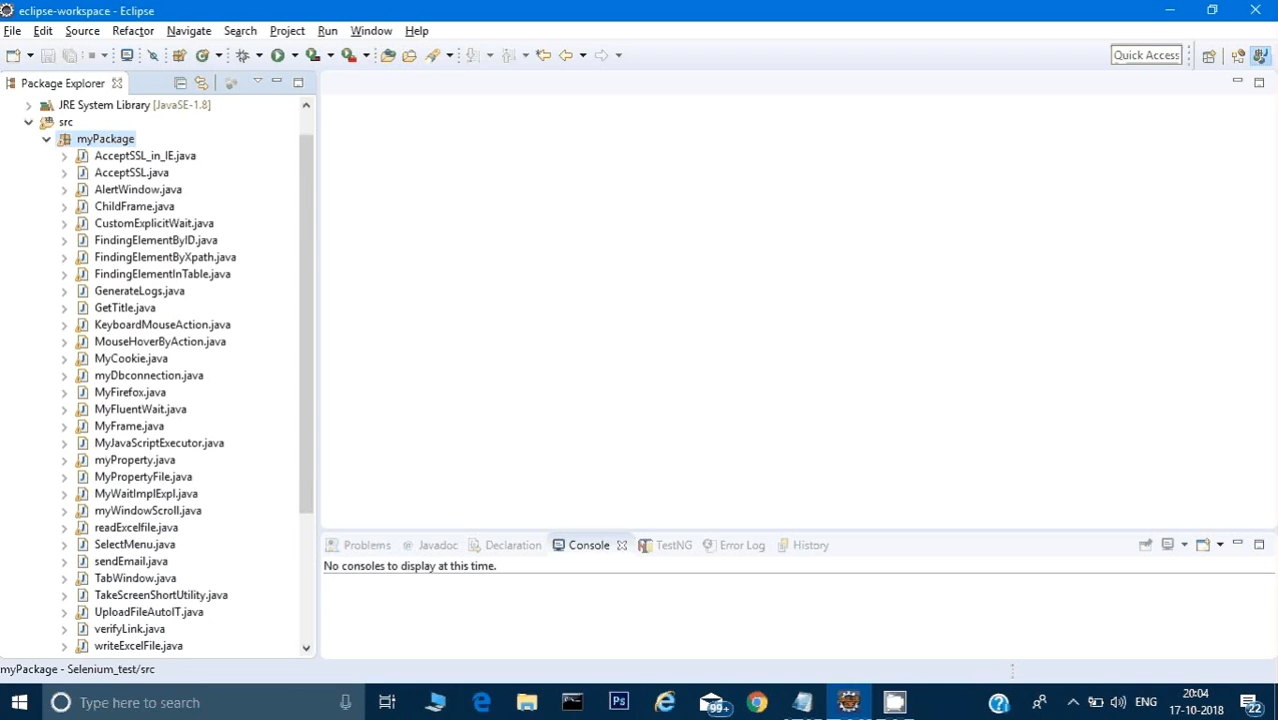 eclipse-workspace - Eclipse
File Edit Source Refactor Navigate Search Project Run Window Help
Quick Access
Package Explorer
JRE System Library [JavaSE-1.8]
src
myPackage
AcceptSSL_in_IE.java
AcceptSSL.java
AlertWindow.java
ChildFrame.java
CustomExplicitWait.java
FindingElementByID.java
FindingElementByXpath.java
FindingElementInTable.java
GenerateLogs.java
GetTitle.java
KeyboardMouseAction.java
MouseHoverByAction.java
MyCookie.java
myDbconnection.java
MyFirefox.java
MyFluentWait.java
MyFrame.java
MyJavaScriptExecutor.java
myProperty.java
MyPropertyFile.java
MyWaitImplExpl.java
myWindowScroll.java
readExcelfile.java
SelectMenu.java
sendEmail.java
TabWindow.java
TakeScreenShortUtility.java
UploadFileAutoIT.java
verifyLink.java
writeExcelFile.java
Problems Javadoc Declaration Console TestNG Error Log History
No consoles to display at this time.
myPackage - Selenium_test/src
Type here to search
Ps
99+
ENG
20:04
17-10-2018
22